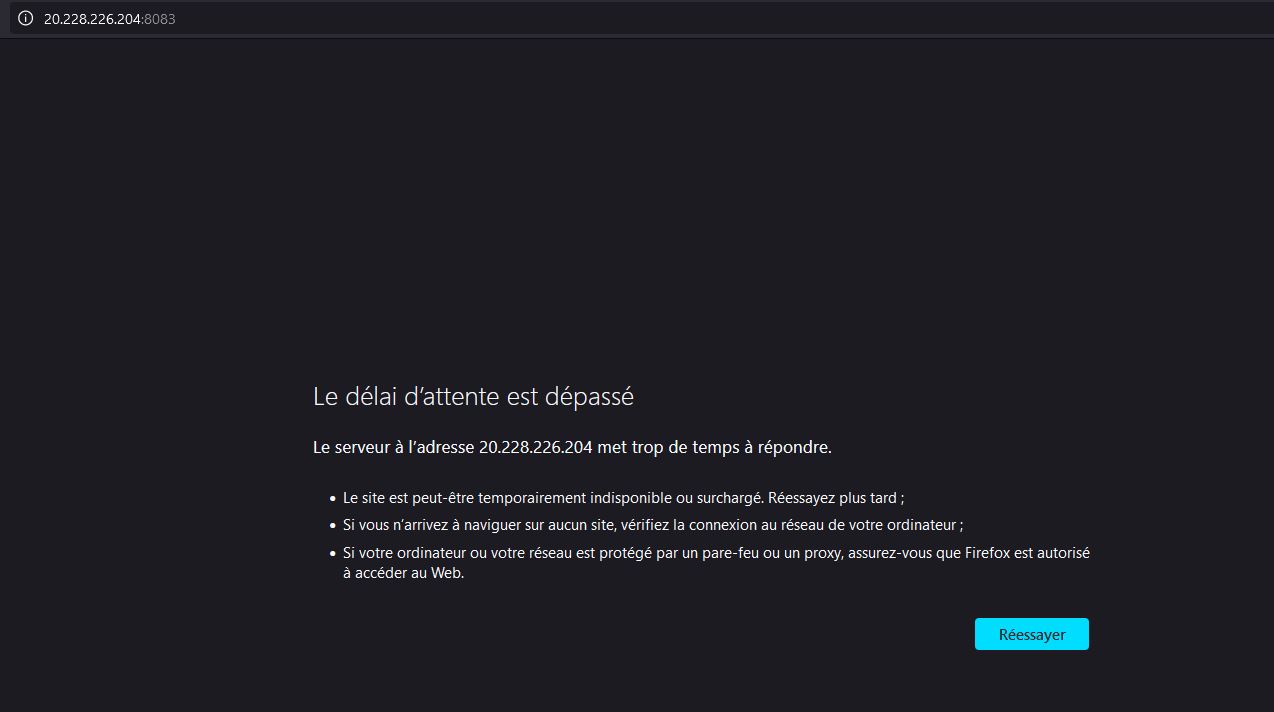 20.228.226.204:8083
Le délai d’attente est dépassé
Le serveur à l’adresse 20.228.226.204 met trop de temps à répondre.
• Le site est peut-être temporairement indisponible ou surchargé. Réessayez plus tard ;
• Si vous n’arrivez à naviguer sur aucun site, vérifiez la connexion au réseau de votre ordinateur ;
• Si votre ordinateur ou votre réseau est protégé par un pare-feu ou un proxy, assurez-vous que Firefox est autorisé
à accéder au Web.
Réessayer